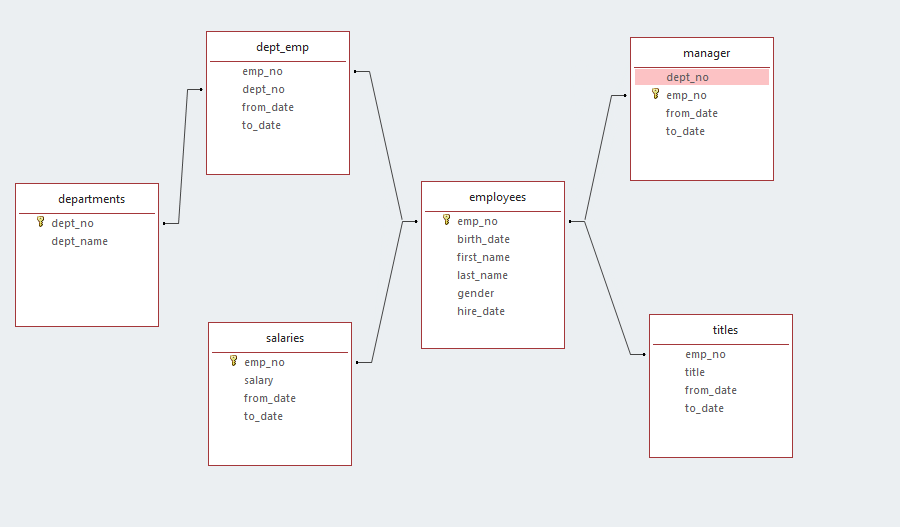 dept_emp
emp_no
dept_no
from_date
to_date
manager
dept_no
emp_no
from_date
to_date
departments
dept_no
dept_name
employees
emp_no
birth_date
first_name
last_name
gender
hire_date
salaries
emp_no
salary
from_date
to_date
titles
emp_no
title
from_date
to_date